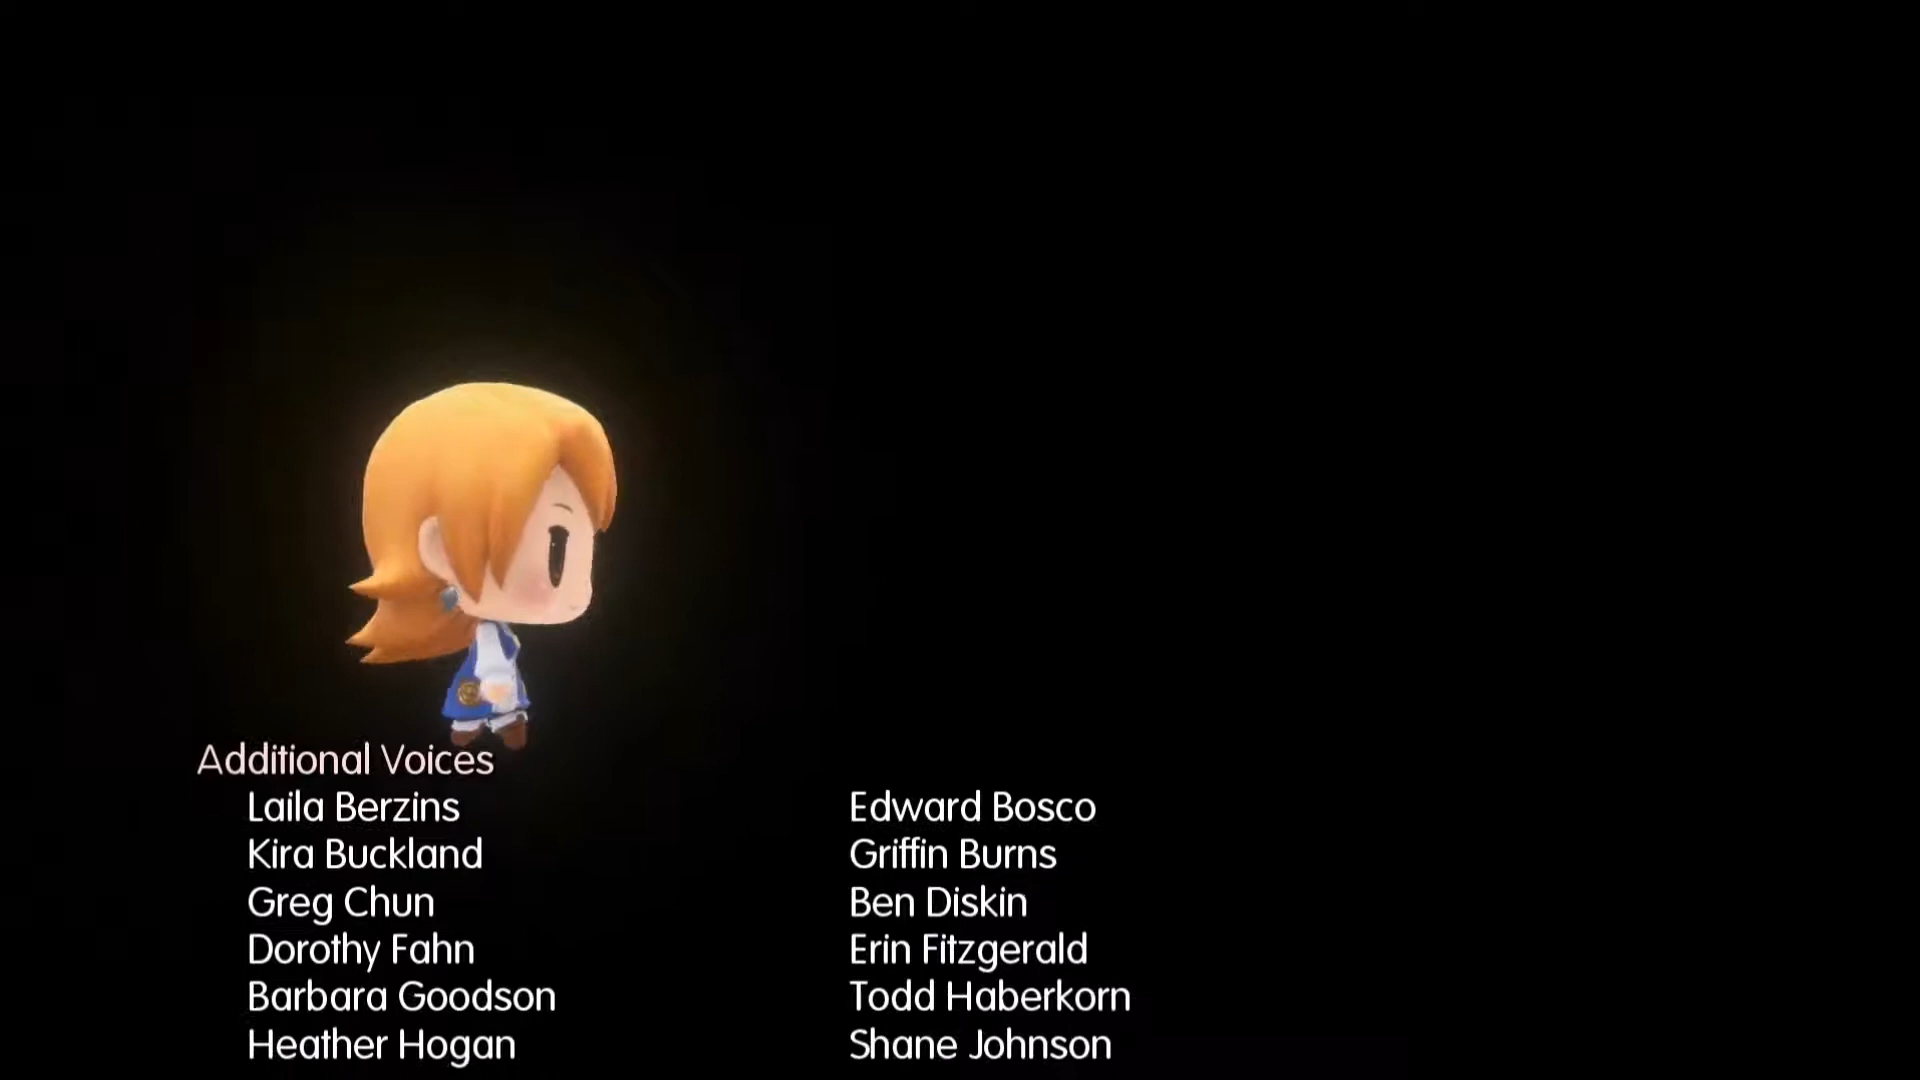 Additional Voices
Laila Berzins Edward Bosco
Kira Buckland Griffin Burns
Greg Chun Ben Diskin
Dorothy Fahn Erin Fitzgerald
Barbara Goodson Todd Haberkorn
Heather Hogan Shane Johnson